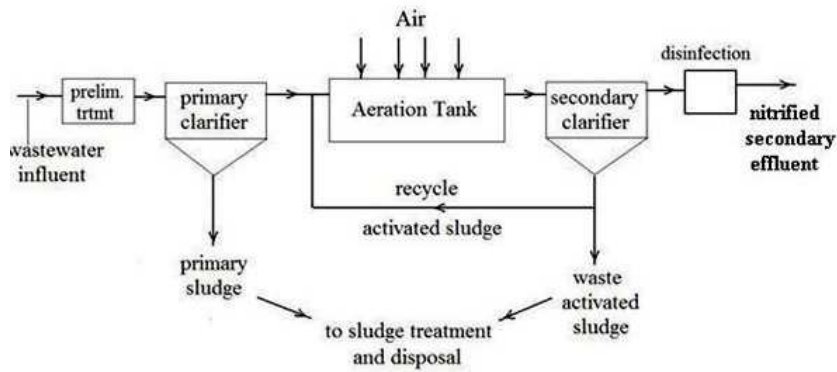 Air
disinfection
prelim.
trtmt
primary
clarifier
Aeration Tank
secondary
clarifier
wastewater
influent
nitrified
secondary
effluent
recycle
activated sludge
primary
sludge
waste
activated
sludge
to sludge treatment
and disposal